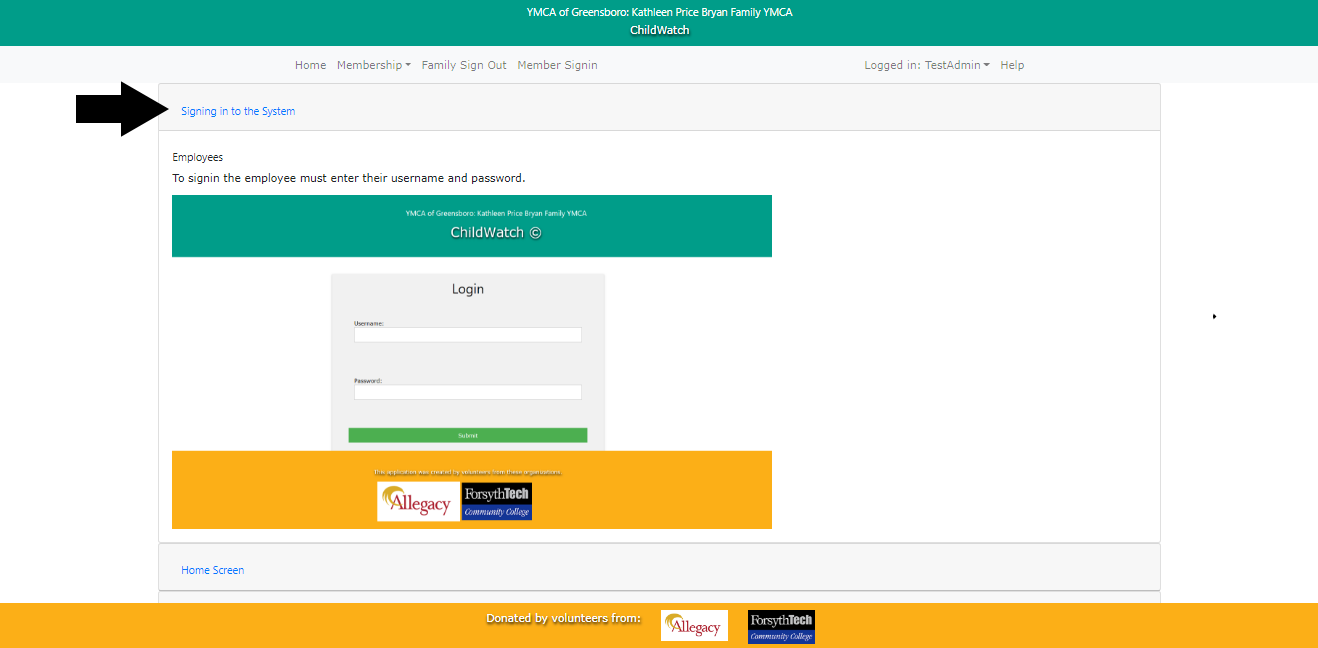 YMCA of Greensboro: Kathleen Price Bryan Family YMCA
ChildWatch
Home Membership Family Sign Out Member Signin Logged in: TestAdmin Help
Signing in to the System
Employees
To signin the employee must enter their username and password.
YMCA of Greensboro: Kathleen Price Bryan Family YMCA
ChildWatch ©
Login
Username:
Password:
Submit
This application was created by volunteers from these organizations
Allegacy ForsythTech
Community College
Home Screen
Donated by volunteers from: Allegacy ForsythTech
Community College